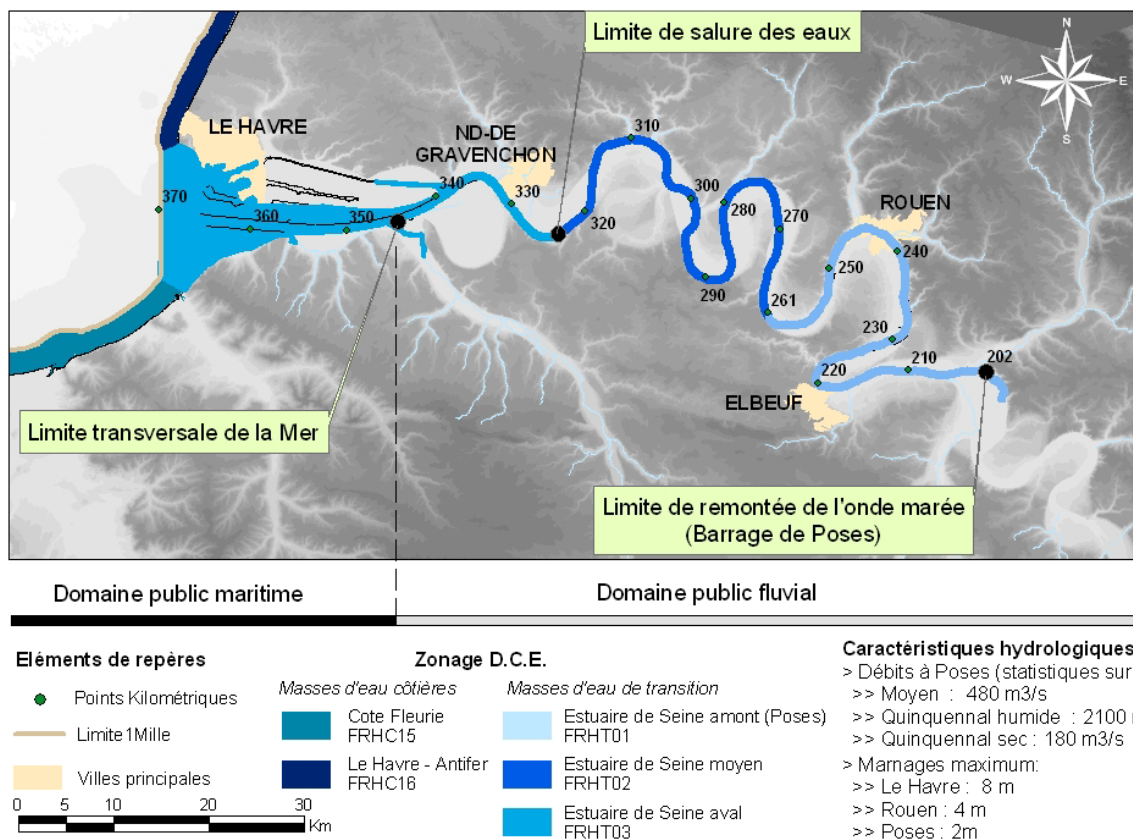 Limite de salure des eaux
N
W
E
S
LE HAVRE
ND-DE
GRAVENCHON
310
340
330
300
280
270
ROUEN
370
360
350
320
240
250
290
261
230
220
210
202
ELBEUF
Limite transversale de la Mer
Limite de remontée de l'onde marée
(Barrage de Poses)
Domaine public maritime
Domaine public fluvial
Eléments de repères
Points Kilométriques
Limite1Mille
Villes principales
0 5 10 20 30
Km
Zonage D.C.E.
Masses d'eau côtières
Cote Fleurie
FRHC15
Le Havre - Antifer
FRHC16
Masses d'eau de transition
Estuaire de Seine amont (Poses)
FRHT01
Estuaire de Seine moyen
FRHT02
Estuaire de Seine aval
FRHT03
Caractéristiques hydrologiques
> Débits à Poses (statistiques sur
>> Moyen : 480 m3/s
>> Quinquennal humide : 2100
>> Quinquennal sec : 180 m3/s
> Marnages maximum:
>> Le Havre : 8 m
>> Rouen : 4 m
>> Poses : 2m